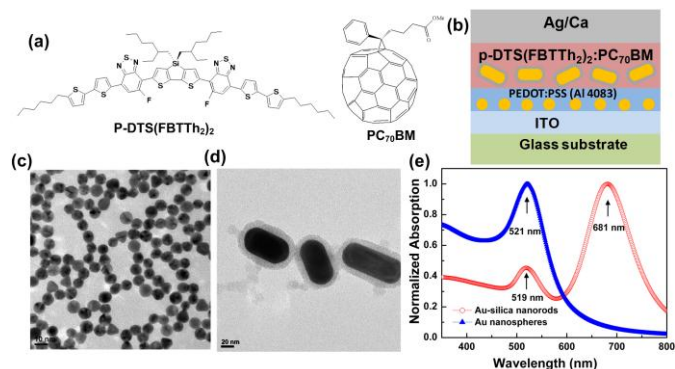 (a)
OMe
O
N S N
Si
N S N
S
S
S
S
S
S
F
F
P-DTS(FBTTh₂)₂
PC₇₀BM
(b)
Ag/Ca
p-DTS(FBTTh₂)₂:PC₇₀BM
PEDOT:PSS (Al 4083)
ITO
Glass substrate
(c)
(d)
20 nm
(e)
Normalized Absorption
1.0
0.8
0.6
0.4
0.2
0.0
521 nm
681 nm
519 nm
Au-silica nanorods
Au nanospheres
400
500
600
700
800
Wavelength (nm)